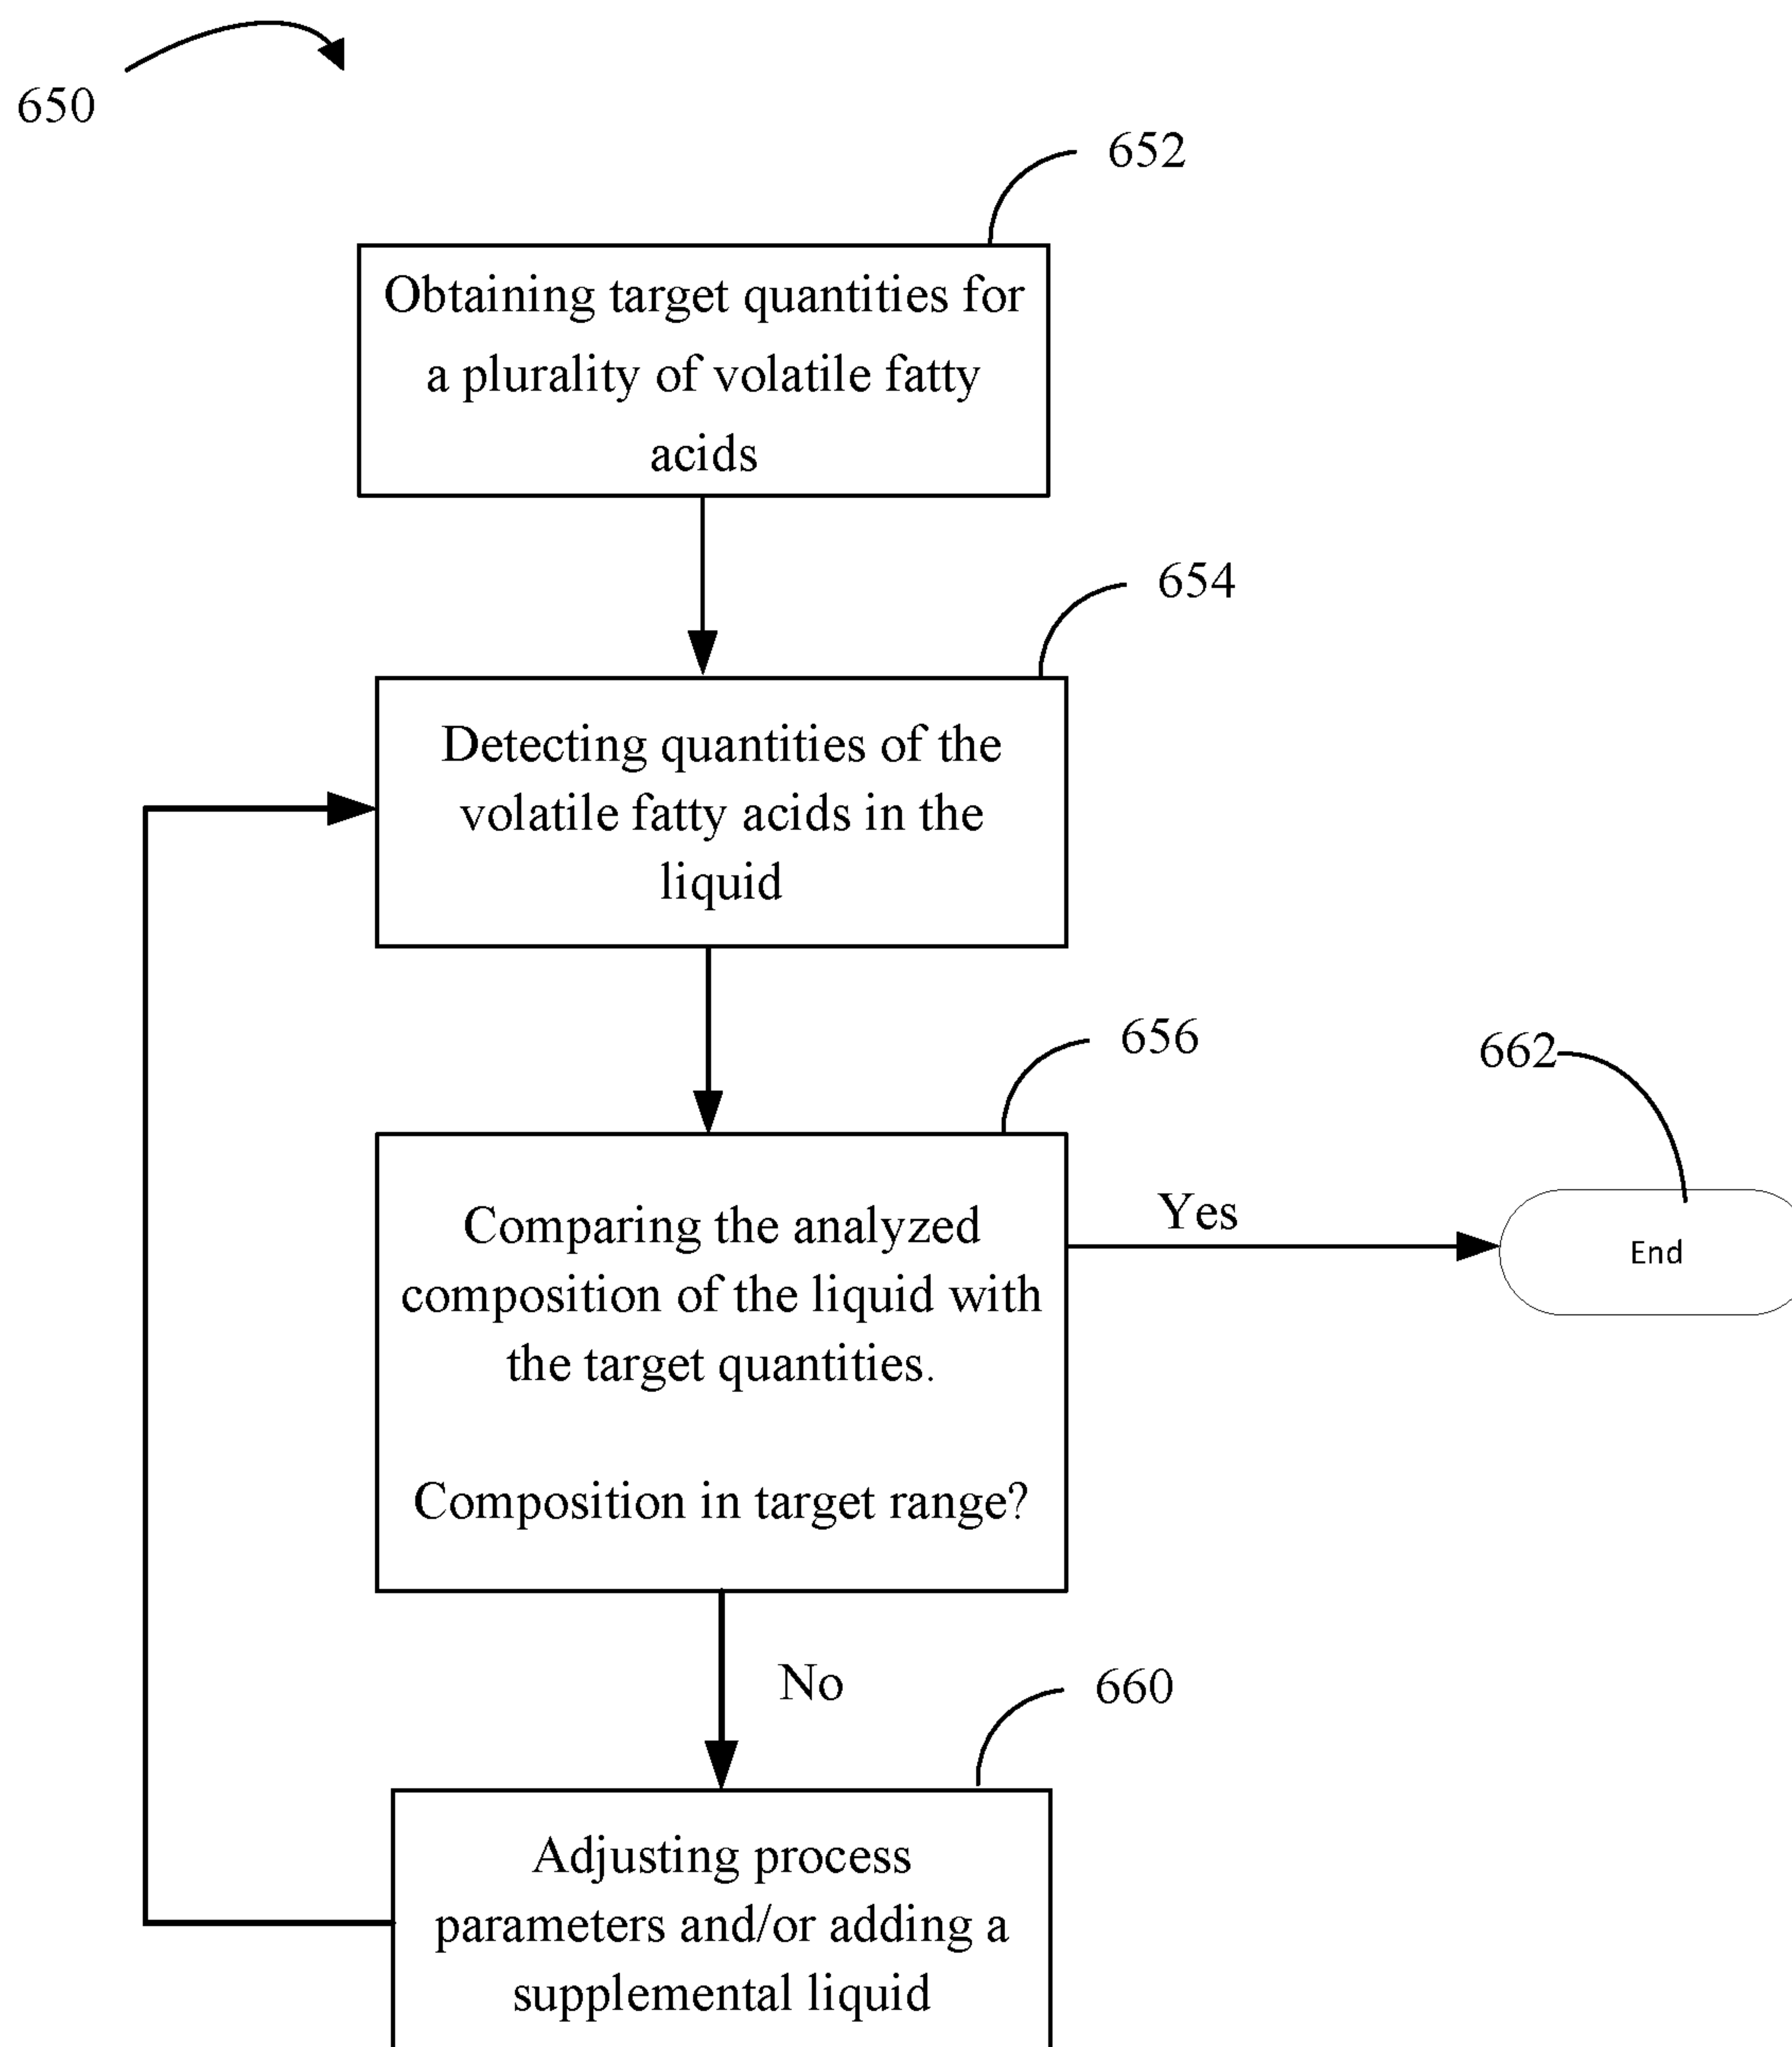 650
652
Obtaining target quantities for
a plurality of volatile fatty
acids
654
Detecting quantities of the
volatile fatty acids in the
liquid
656
662
Comparing the analyzed
composition of the liquid with
the target quantities.
Composition in target range?
Yes
End
No
660
Adjusting process
parameters and/or adding a
supplemental liquid